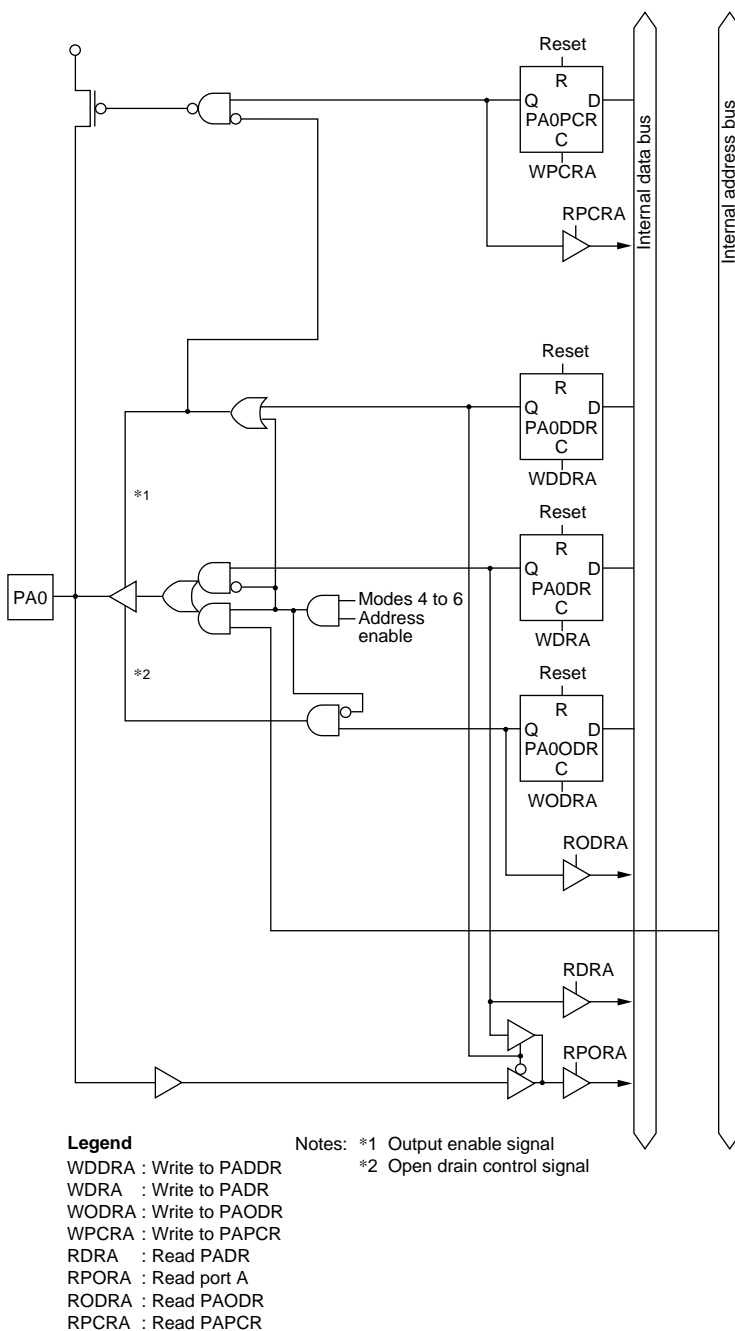 Reset
R
Q D
PA0PCR
C
WPCRA
RPCRA
Internal data bus
Internal address bus
Reset
R
Q D
PA0DDR
C
WDDRA
*1
Reset
R
Q D
PA0DR
C
WDRA
PA0
Modes 4 to 6
Address
enable
*2
Reset
R
Q D
PA0ODR
C
WODRA
RODRA
RDRA
RPORA
Legend
WDDRA : Write to PADDR
WDRA : Write to PADR
WODRA : Write to PAODR
WPCRA : Write to PAPCR
RDRA : Read PADR
RPORA : Read port A
RODRA : Read PAODR
RPCRA : Read PAPCR
Notes: *1 Output enable signal
*2 Open drain control signal